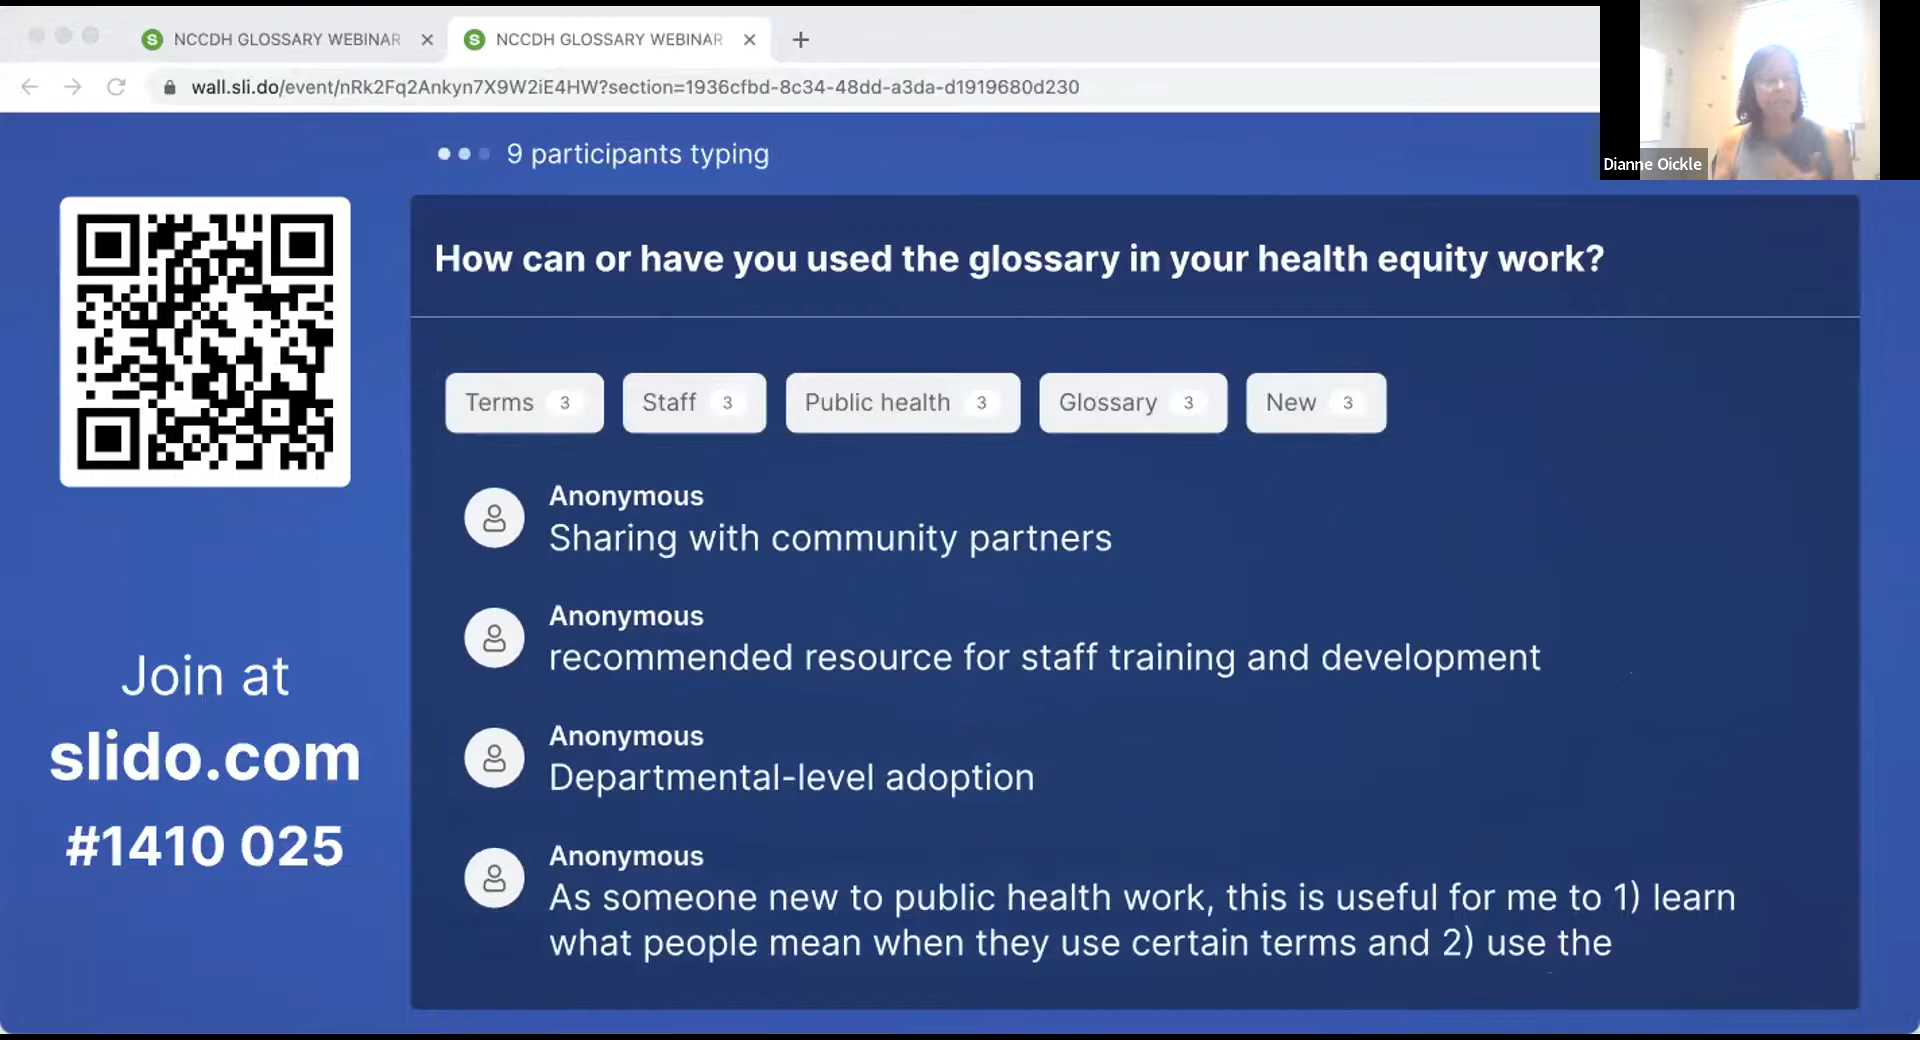 NCCDH GLOSSARY WEBINAR
NCCDH GLOSSARY WEBINAR
wall.sli.do/event/nRk2Fq2Ankyn7X9W2iE4HW?section=1936cfbd-8c34-48dd-a3da-d1919680d230
Dianne Oickle
9 participants typing
How can or have you used the glossary in your health equity work?
Terms 3
Staff 3
Public health 3
Glossary 3
New 3
Anonymous
Sharing with community partners
Anonymous
recommended resource for staff training and development
Anonymous
Departmental-level adoption
Anonymous
As someone new to public health work, this is useful for me to 1) learn
what people mean when they use certain terms and 2) use the
Join at
slido.com
#1410 025